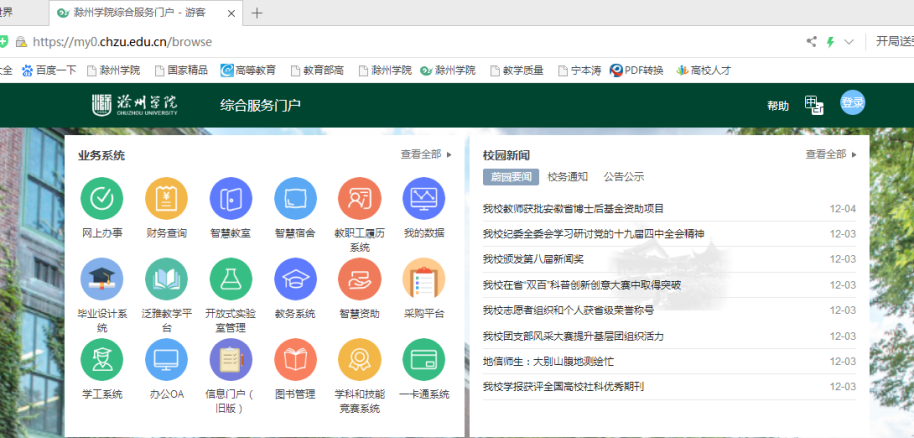 世界
滁州学院综合服务门户 - 游客
https://my0.chzu.edu.cn/browse
开局送
大全 百度一下 滁州学院 国家精品 高等教育 教育部高 滁州学院 滁州学院 教学质量 宁本涛 PDF转换 高校人才
滁州学院
CHUZHOU UNIVERSITY
综合服务门户
帮助
中
登录
业务系统
查看全部
网上办事
财务查询
智慧教室
智慧宿舍
教职工履历
系统
我的数据
毕业设计系
统
泛雅教学平
台
开放式实验
室管理
教务系统
智慧资助
采购平台
学工系统
办公OA
信息门户（
旧版）
图书管理
学科和技能
竞赛系统
一卡通系统
校园新闻
查看全部
蔚园要闻 校务通知 公告公示
我校教师获批安徽省博士后基金资助项目 12-04
我校纪委全委会学习研讨党的十九届四中全会精神 12-03
我校颁发第八届新闻奖 12-03
我校在省“双百”科普创新创意大赛中取得突破 12-03
我校志愿者组织和个人获省级荣誉称号 12-03
我校团支部风采大赛提升基层团组织活力 12-03
地信师生：大别山腹地测绘忙 12-03
我校学报获评全国高校社科优秀期刊 12-03